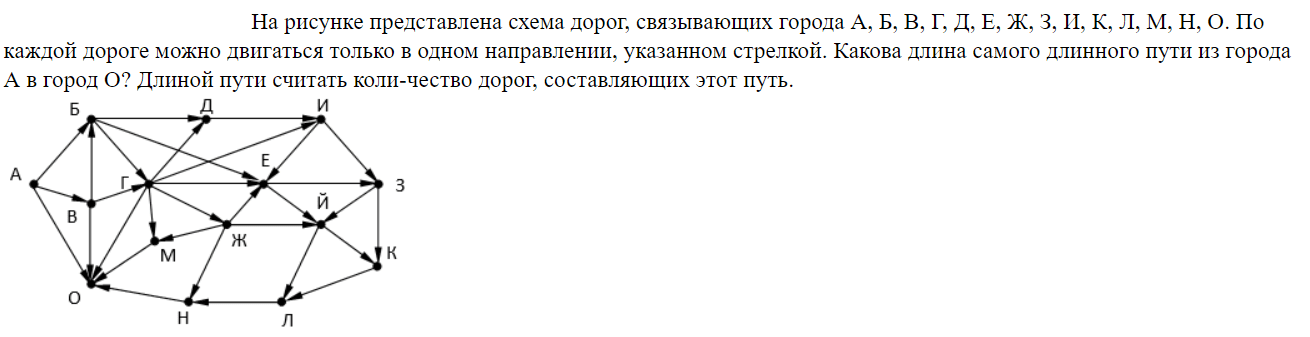 На рисунке представлена схема дорог, связывающих города А, Б, В, Г, Д, Е, Ж, З, И, К, Л, М, Н, О. По
каждой дороге можно двигаться только в одном направлении, указанном стрелкой. Какова длина самого длинного пути из города
А в город О? Длиной пути считать коли-чество дорог, составляющих этот путь.
Б Д И
А Г Е З
В Й
М Ж К
О Н Л